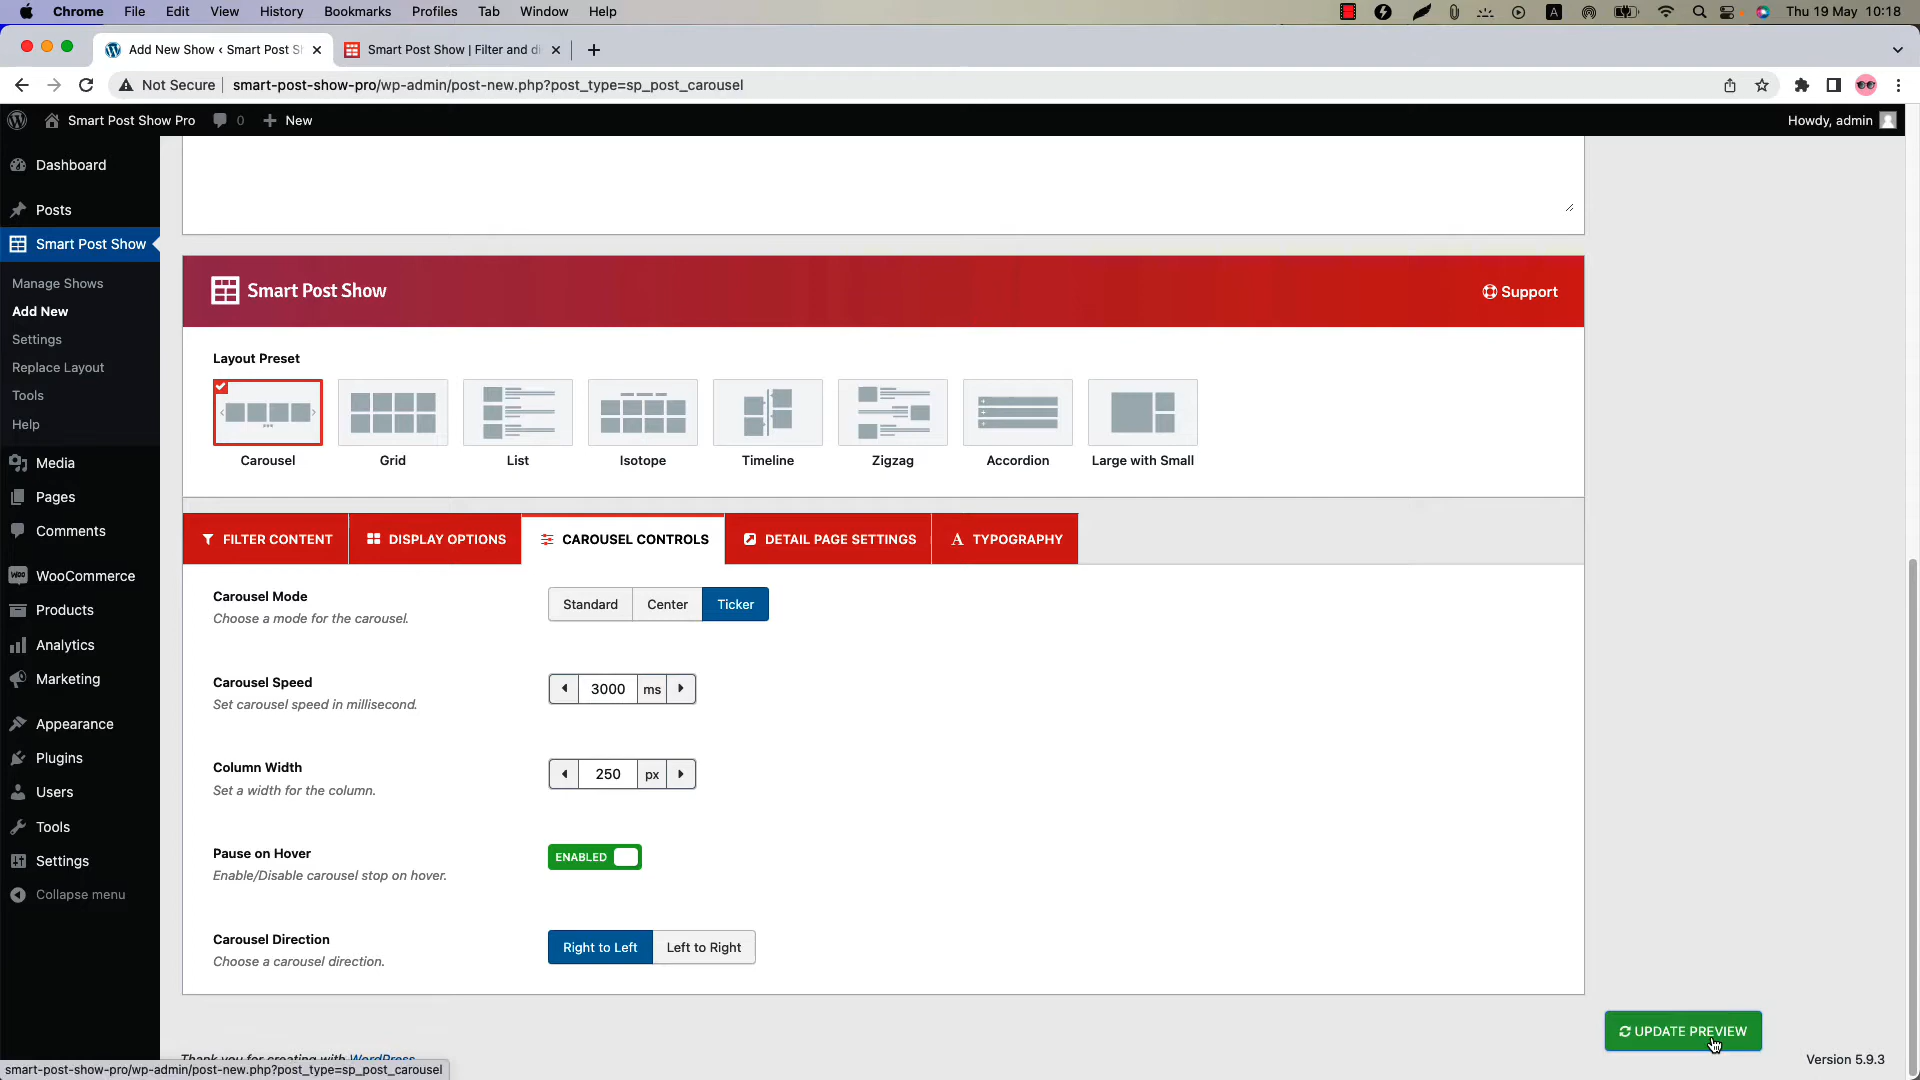 Chrome File Edit View History Bookmarks Profiles Tab Window Help
A Thu 19 May 10:18
Add New Show ‹ Smart Post S
Smart Post Show | Filter and di
Not Secure smart-post-show-pro/wp-admin/post-new.php?post_type=sp_post_carousel
Smart Post Show Pro 0 New Howdy, admin
Dashboard
Posts
Smart Post Show
Manage Shows
Add New
Settings
Replace Layout
Tools
Help
Media
Pages
Comments
WooCommerce
Products
Analytics
Marketing
Appearance
Plugins
Users
Tools
Settings
Collapse menu
Smart Post Show
Support
Layout Preset
Carousel Grid List Isotope Timeline Zigzag Accordion Large with Small
FILTER CONTENT DISPLAY OPTIONS CAROUSEL CONTROLS DETAIL PAGE SETTINGS A TYPOGRAPHY
Carousel Mode
Choose a mode for the carousel.
Standard Center Ticker
Carousel Speed
Set carousel speed in millisecond.
3000 ms
Column Width
Set a width for the column.
250 px
Pause on Hover
Enable/Disable carousel stop on hover.
ENABLED
Carousel Direction
Choose a carousel direction.
Right to Left Left to Right
UPDATE PREVIEW
Thank you for creating with WordPress.
Version 5.9.3
smart-post-show-pro/wp-admin/post-new.php?post_type=sp_post_carousel